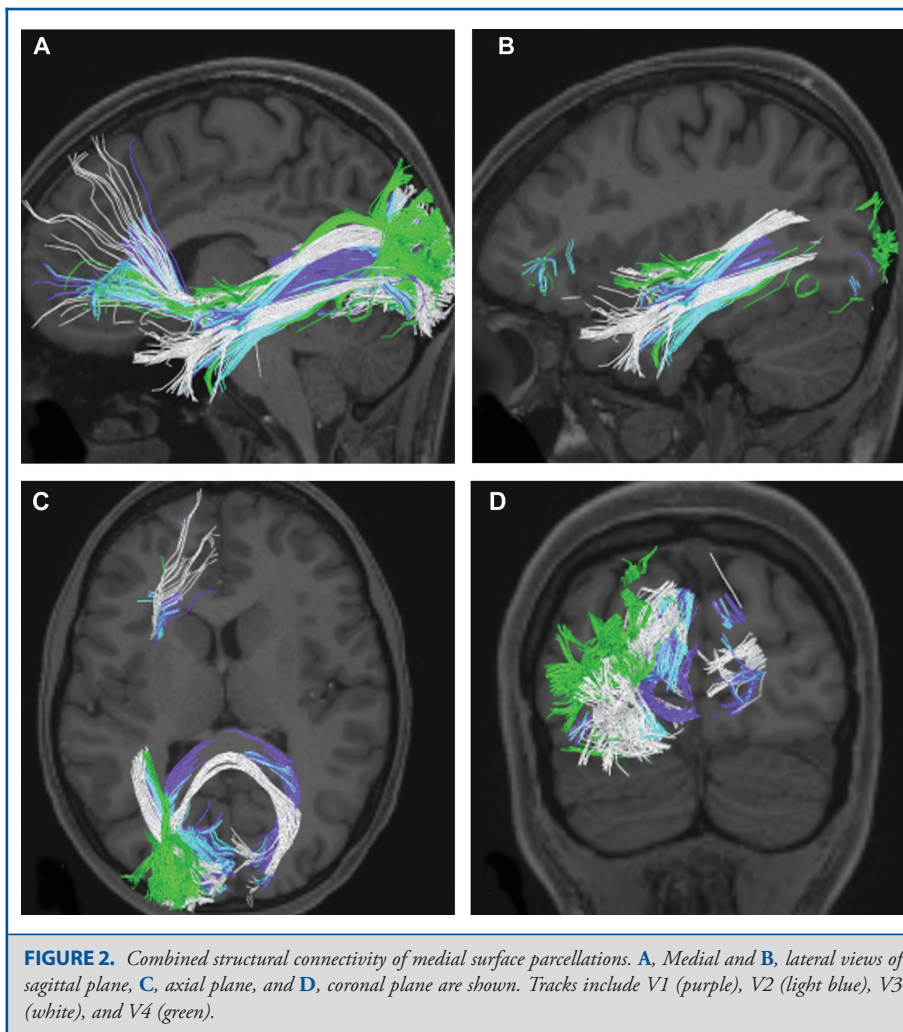 A
B
C
D
FIGURE 2. Combined structural connectivity of medial surface parcellations. A, Medial and B, lateral views of
sagittal plane, C, axial plane, and D, coronal plane are shown. Tracks include V1 (purple), V2 (light blue), V3
(white), and V4 (green).